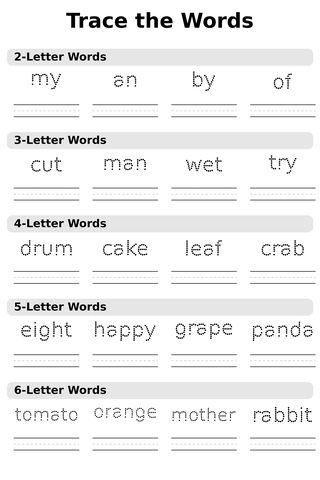 Trace the Words
2-Letter Words
my an by of
3-Letter Words
cut man wet try
4-Letter Words
drum cake leaf crab
5-Letter Words
eight happy grape panda
6-Letter Words
tomato orange mother rabbit